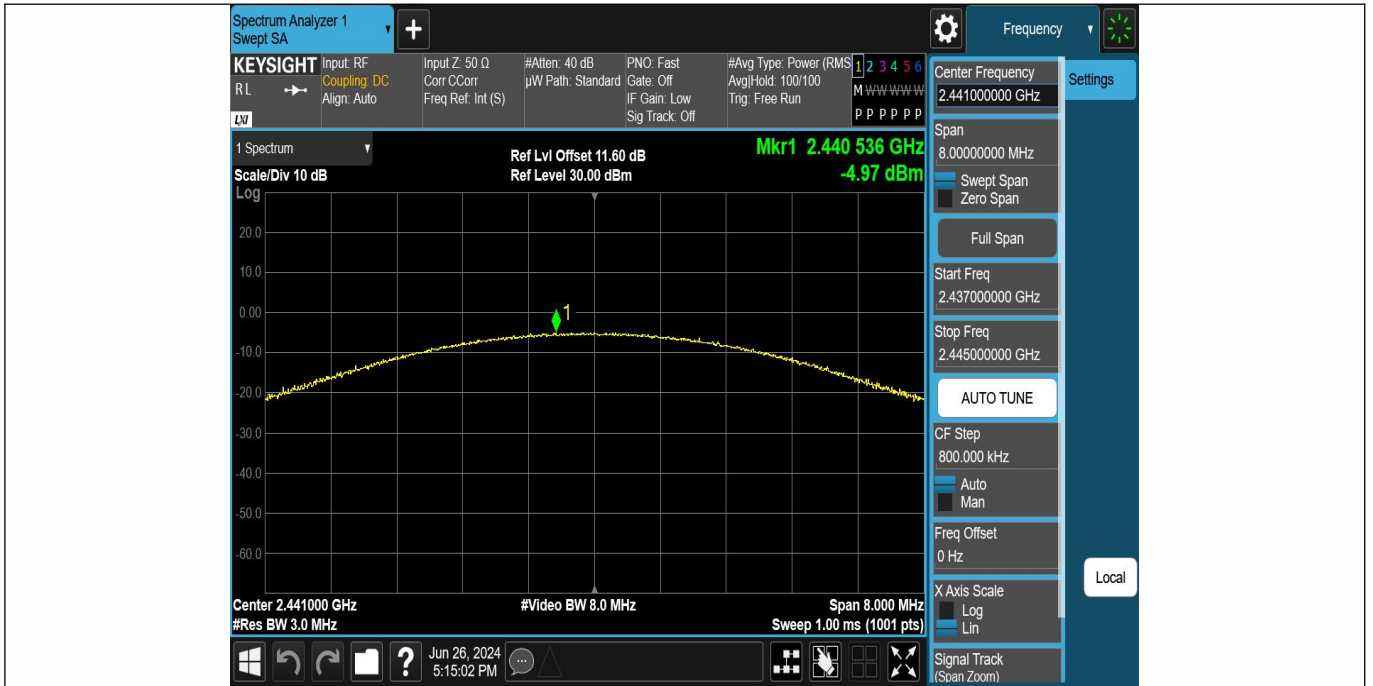 Spectrum Analyzer 1
Swept SA
+
Frequency
KEYSIGHT
RL
LXI
Input: RF
Coupling: DC
Align: Auto
Input Z: 50 Ω
Corr CCorr
Freq Ref: Int (S)
#Atten: 40 dB
µW Path: Standard
PNO: Fast
Gate: Off
IF Gain: Low
Sig Track: Off
#Avg Type: Power (RMS
Avg|Hold: 100/100
Trig: Free Run
1 2 3 4 5 6
M W W W W W
P P P P P P
1 Spectrum
Scale/Div 10 dB
Log
Ref Lvl Offset 11.60 dB
Ref Level 30.00 dBm
Mkr1 2.440 536 GHz
-4.97 dBm
20.0
10.0
0.00
-10.0
-20.0
-30.0
-40.0
-50.0
-60.0
1
Center 2.441000 GHz
#Res BW 3.0 MHz
#Video BW 8.0 MHz
Span 8.000 MHz
Sweep 1.00 ms (1001 pts)
Center Frequency
2.441000000 GHz
Settings
Span
8.00000000 MHz
Swept Span
Zero Span
Full Span
Start Freq
2.437000000 GHz
Stop Freq
2.445000000 GHz
AUTO TUNE
CF Step
800.000 kHz
Auto
Man
Freq Offset
0 Hz
X Axis Scale
Log
Lin
Local
Signal Track
(Span Zoom)
?
Jun 26, 2024
5:15:02 PM